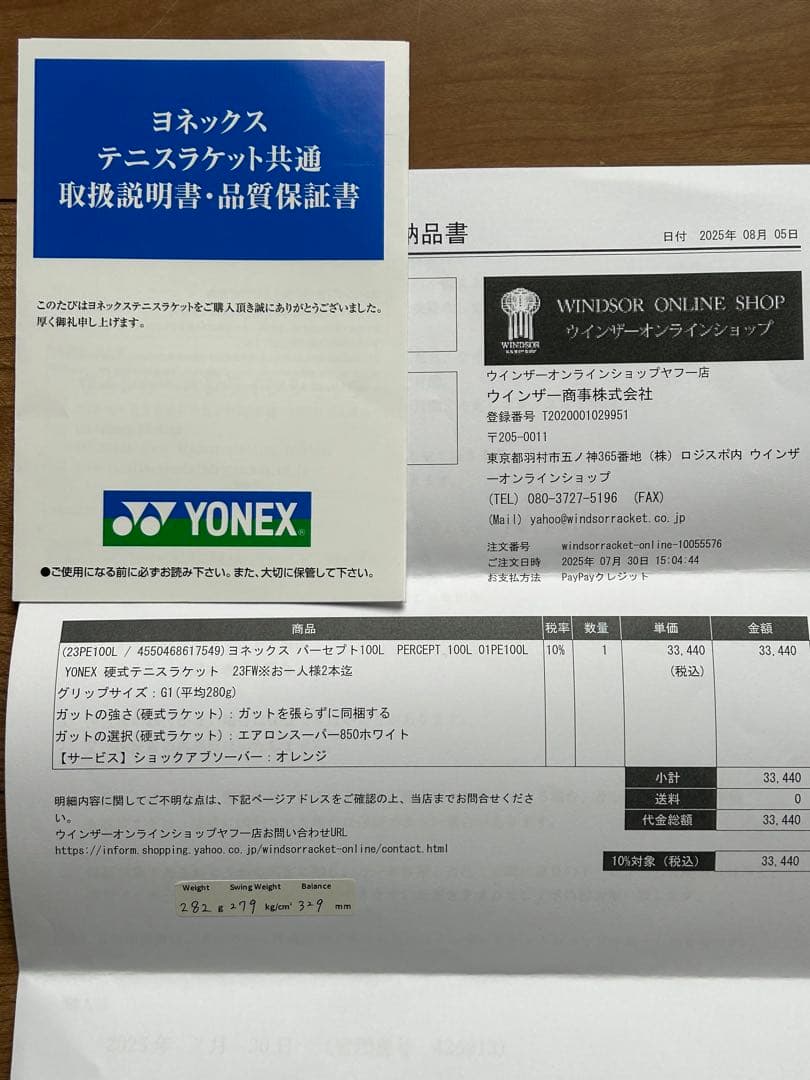 ヨネックス
テニスラケット共通
取扱説明書・品質保証書
このたびはヨネックステニスラケットをご購入頂き誠にありがとうございました。
厚く御礼申し上げます。
YONEX®
●ご使用になる前に必ずお読み下さい。また、大切に保管して下さい。
納品書
日付 2025年 08月 05日
WINDSOR ONLINE SHOP
ウインザーオンラインショップ
WINDSOR
ウインザーオンラインショップヤフー店
ウインザー商事株式会社
登録番号 T2020001029951
〒205-0011
東京都羽村市五ノ神365番地（株）ロジスポ内 ウインザ
ーオンラインショップ
(TEL) 080-3727-5196 (FAX)
(Mail) yahoo@windsorracket.co.jp
注文番号 windsorracket-online-10055576
ご注文日時 2025年 07月 30日 15:04:44
お支払方法 PayPayクレジット
商品 税率 数量 単価 金額
(23PE100L / 4550468617549)ヨネックス パーセプト100L PERCEPT 100L 01PE100L 10% 1 33,440 33,440
YONEX 硬式テニスラケット 23FW※お一人様2本迄 (税込)
グリップサイズ：G1(平均280g)
ガットの強さ(硬式ラケット)：ガットを張らずに同梱する
ガットの選択(硬式ラケット)：エアロンスーパー850ホワイト
【サービス】ショックアブソーバー：オレンジ
小計 33,440
送料 0
代金総額 33,440
10%対象（税込） 33,440
明細内容に関してご不明な点は、下記ページアドレスをご確認の上、当店までお問合せくださ
い。
ウインザーオンラインショップヤフー店お問い合わせURL
https://inform.shopping.yahoo.co.jp/windsorracket-online/contact.html
Weight Swing Weight Balance
282 g 279 kg/cm² 329 mm